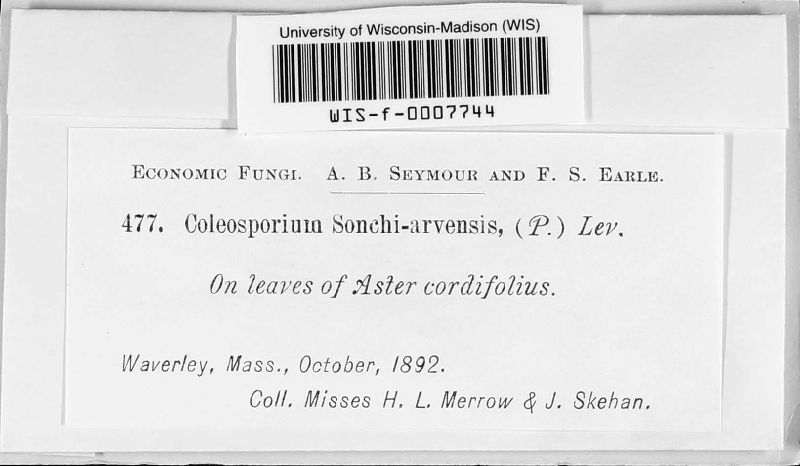 University of Wisconsin-Madison (WIS)
WIS-f-0007744
Economic Fungi. A. B. Seymour and F. S. Earle.
477. Coleosporium Sonchi-arvensis, (P.) Lev.
On leaves of Aster cordifolius.
Waverley, Mass., October, 1892.
Coll. Misses H. L. Merrow & J. Skehan.